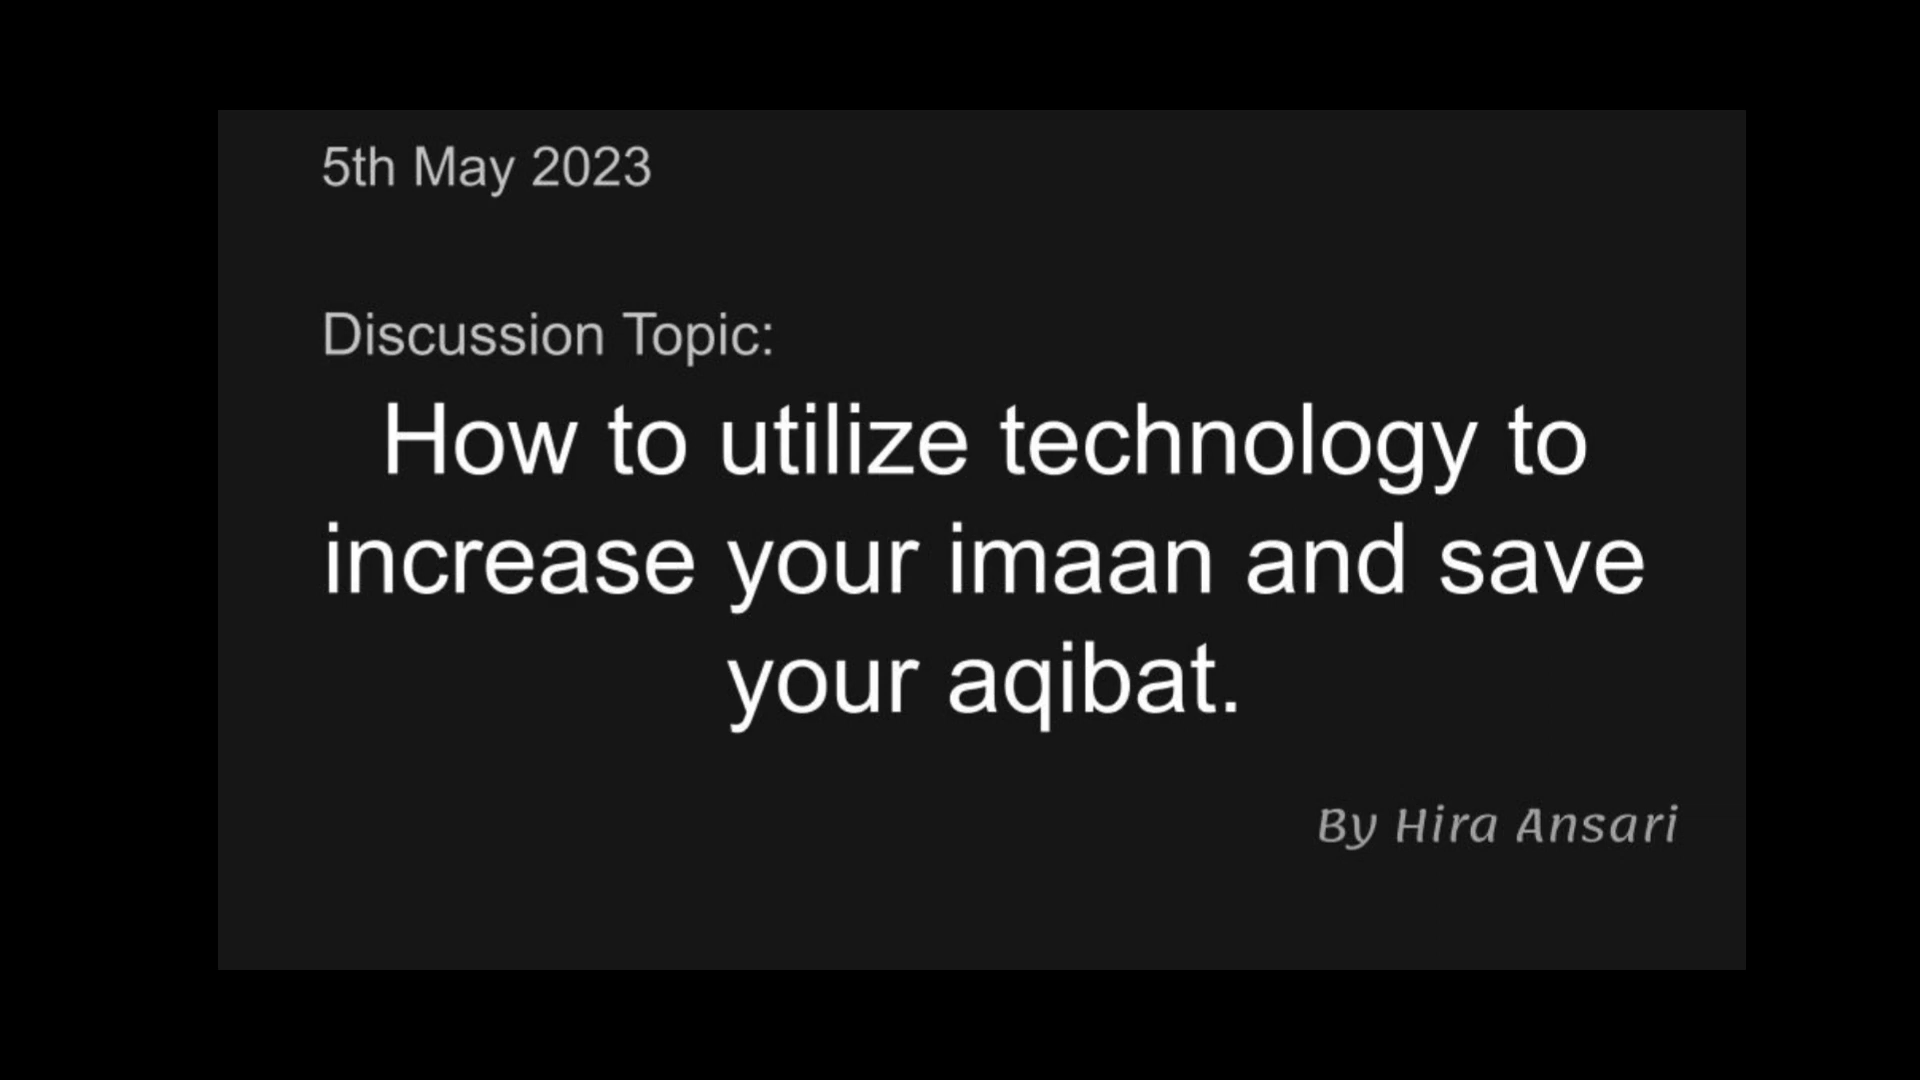 5th May 2023
Discussion Topic:
How to utilize technology to
increase your imaan and save
your aqibat.
By Hira Ansari